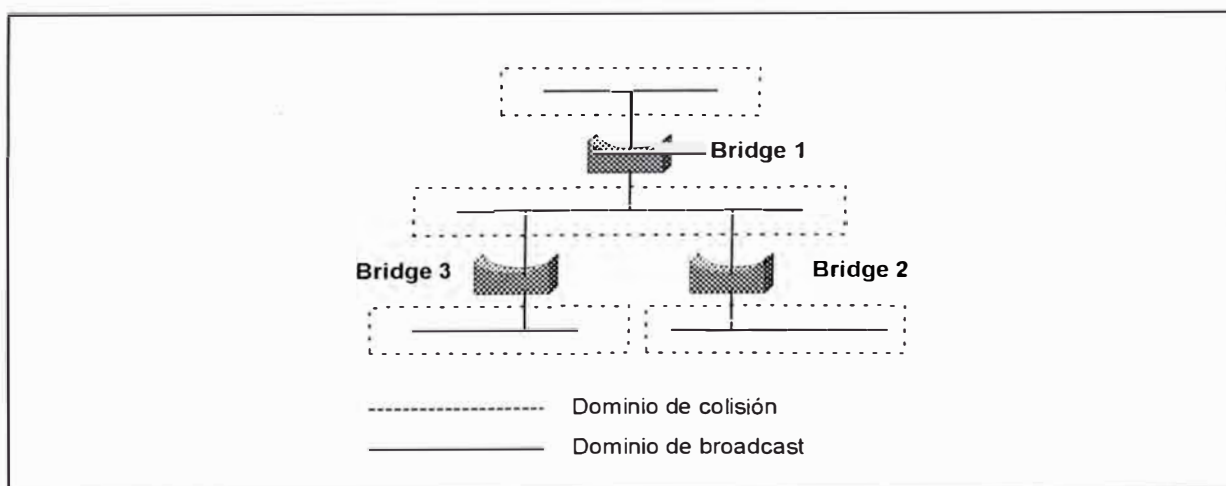 Bridge 1
Bridge 3
Bridge 2
Dominio de colisión
Dominio de broadcast